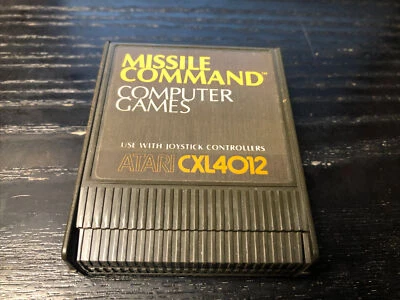 MISSILE
COMMAND™
COMPUTER
GAMES
USE WITH JOYSTICK CONTROLLERS
ATARI CXL4012